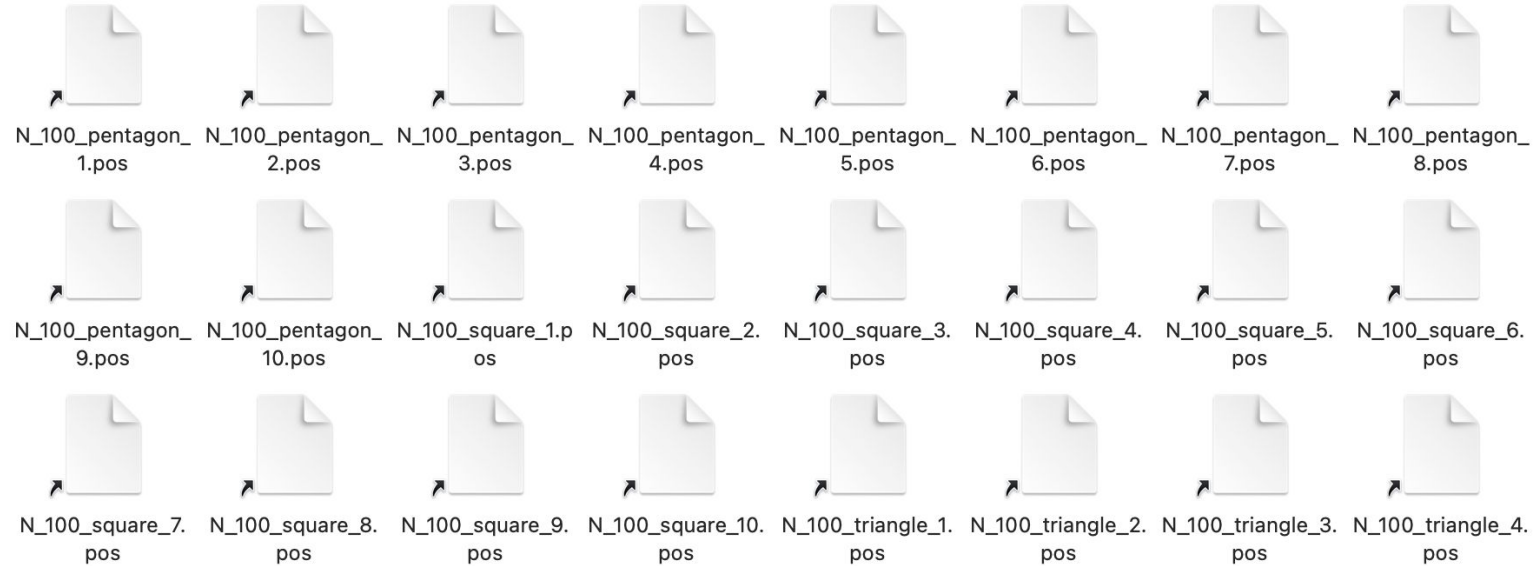 N_100_pentagon_ N_100_pentagon_ N_100_pentagon_ N_100_pentagon_ N_100_pentagon_ N_100_pentagon_ N_100_pentagon_ N_100_pentagon_
1.pos 2.pos 3.pos 4.pos 5.pos 6.pos 7.pos 8.pos
N_100_pentagon_ N_100_pentagon_ N_100_square_1.p N_100_square_2. N_100_square_3. N_100_square_4. N_100_square_5. N_100_square_6.
9.pos 10.pos os pos pos pos pos pos
N_100_square_7. N_100_square_8. N_100_square_9. N_100_square_10. N_100_triangle_1. N_100_triangle_2. N_100_triangle_3. N_100_triangle_4.
pos pos pos pos pos pos pos pos